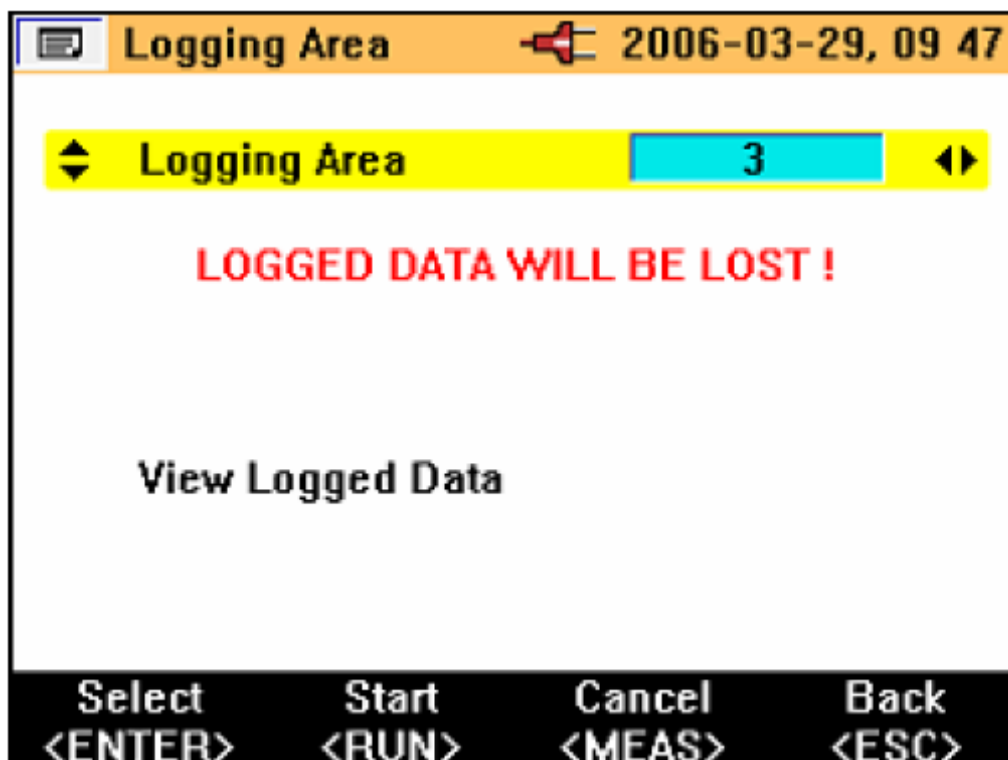 Logging Area 2006-03-29, 09 47
Logging Area 3
LOGGED DATA WILL BE LOST !
View Logged Data
Select Start Cancel Back
<ENTER> <RUN> <MEAS> <ESC>